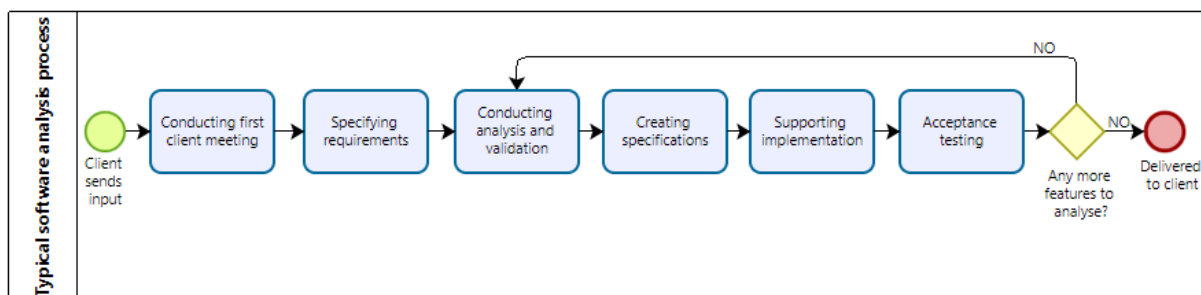 Typical software analysis process
Client
sends
input
Conducting first
client meeting
Specifying
requirements
Conducting
analysis and
validation
Creating
specifications
Supporting
implementation
Acceptance
testing
NO
Any more
features to
analyse?
NO
Delivered
to client